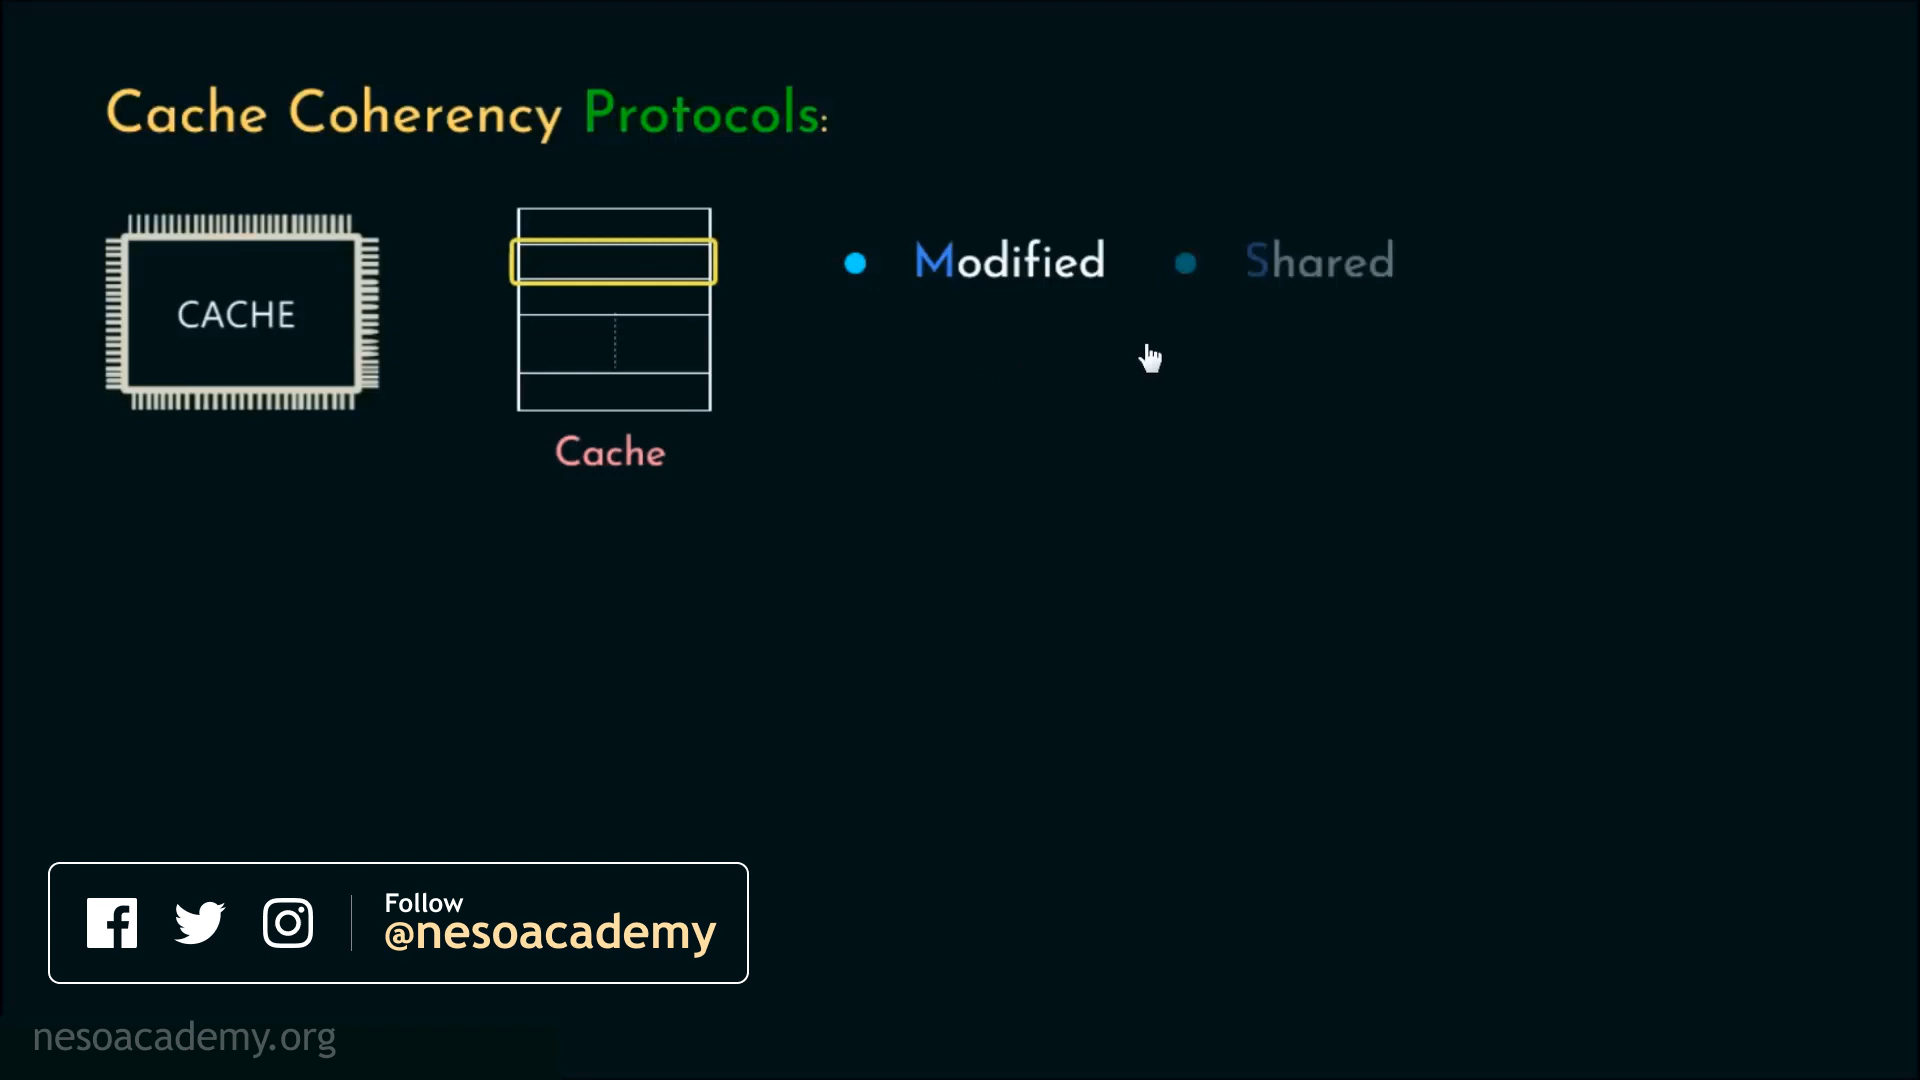 Cache Coherency Protocols:
CACHE
Cache
Modified
Shared
Follow
@nesoacademy
nesoacademy.org